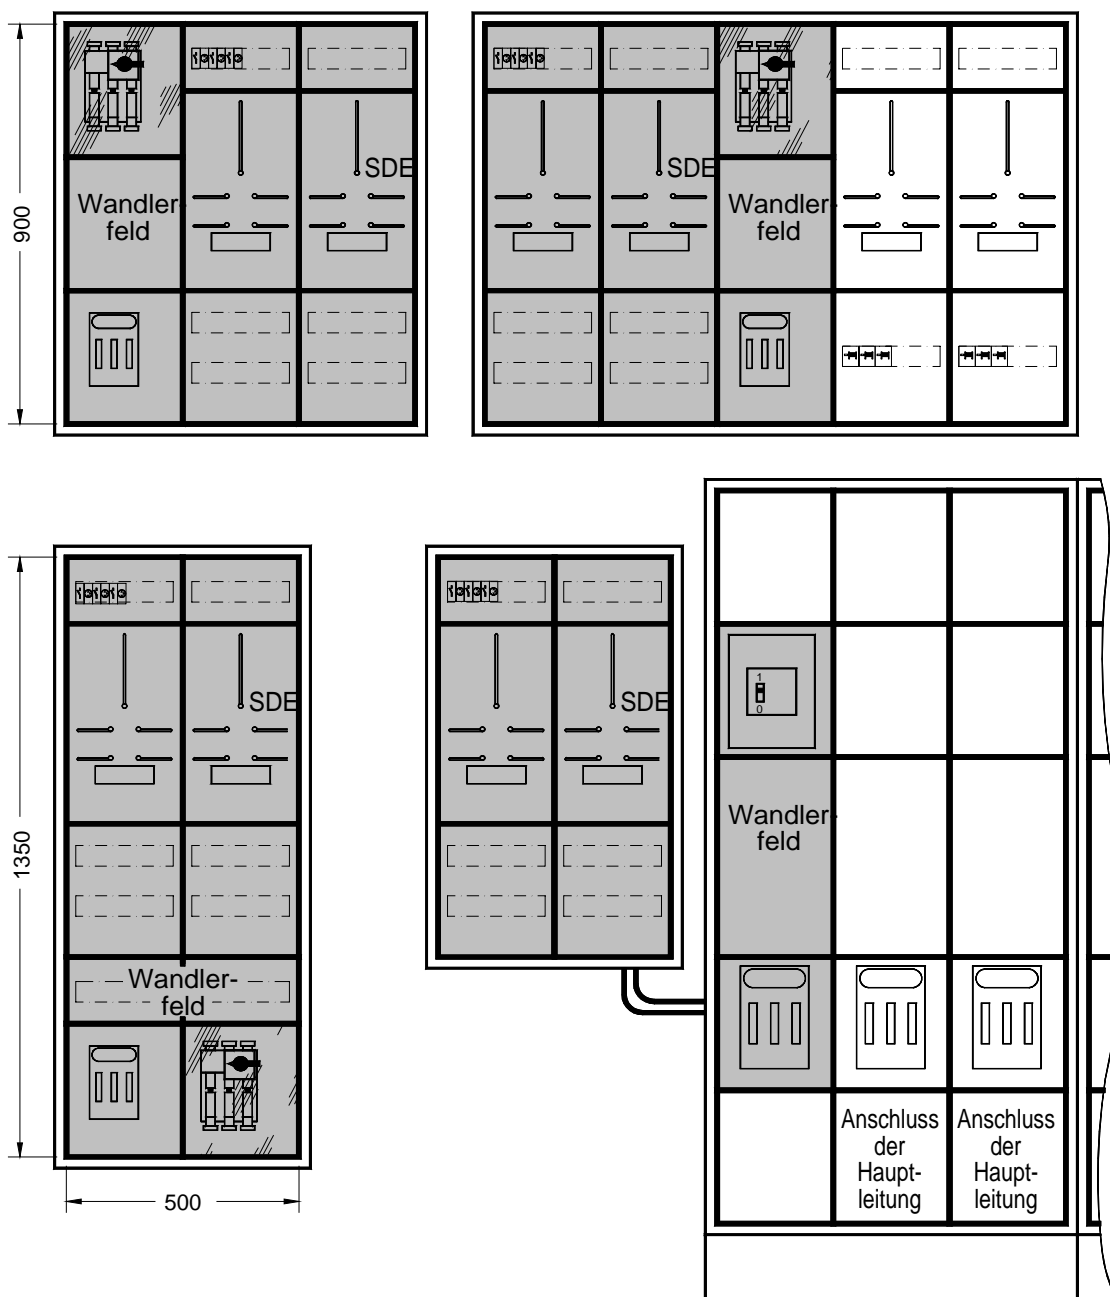 SDE
Wandler-
feld
900
SDE
Wandler-
feld
SDE
Wandler-
feld
1350
500
SDE
1
0
Wandler-
feld
Anschluss
der
Haupt-
leitung
Anschluss
der
Haupt-
leitung